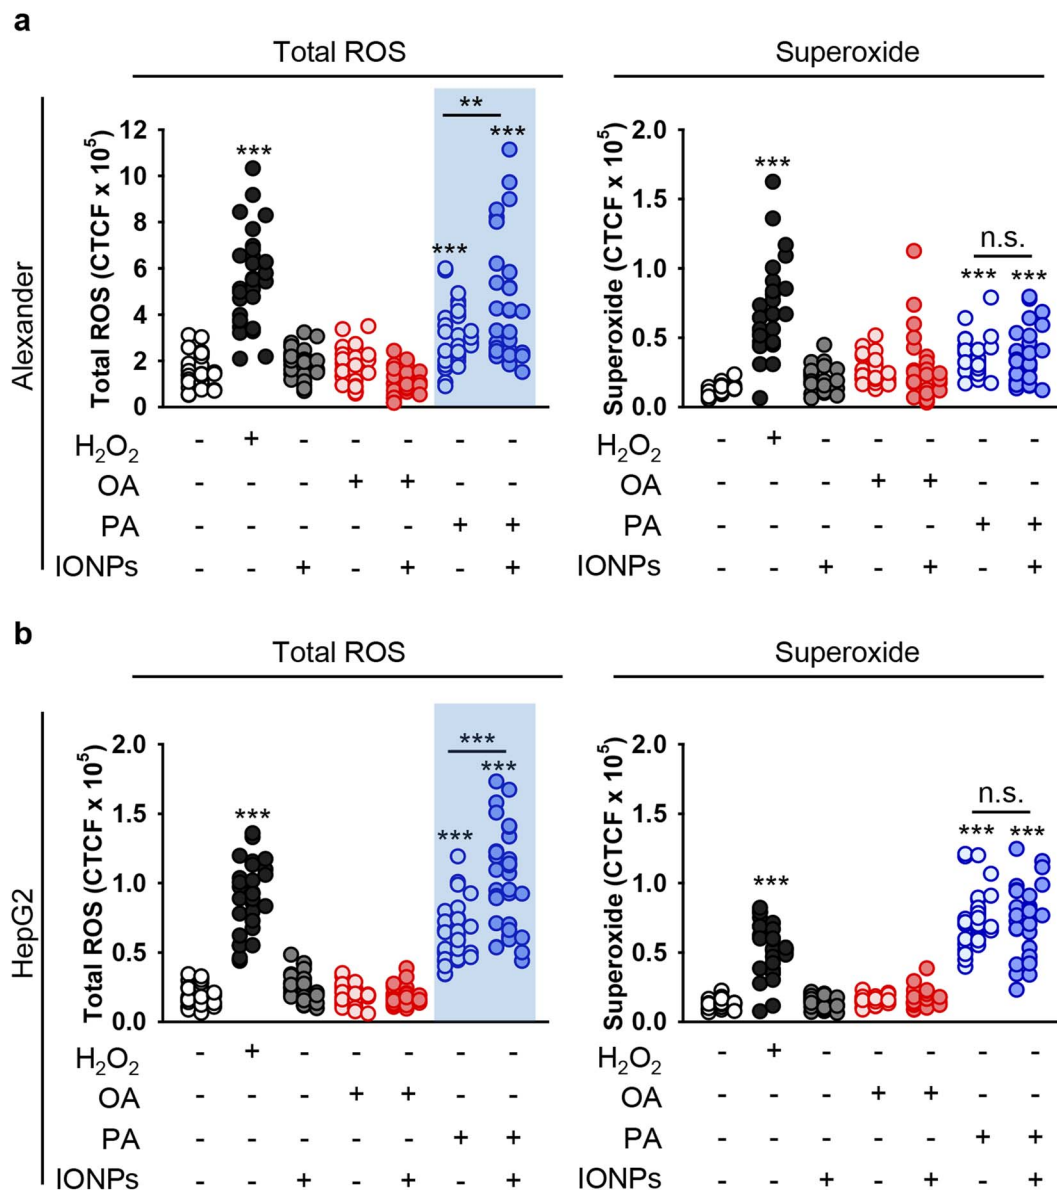 a
Total ROS
Superoxide
Alexander
Total ROS (CTCF x 10⁵)
12
10
8
6
4
2
0
***
***
**
***
Superoxide (CTCF x 10⁵)
2.0
1.5
1.0
0.5
0.0
***
n.s.
***
***
H₂O₂ - + - - - - -
OA - - - + + - -
PA - - - - - + +
IONPs - - + - + - +
H₂O₂ - + - - - - -
OA - - - + + - -
PA - - - - - + +
IONPs - - + - + - +
b
Total ROS
Superoxide
HepG2
Total ROS (CTCF x 10⁵)
2.0
1.5
1.0
0.5
0.0
***
***
***
***
Superoxide (CTCF x 10⁵)
2.0
1.5
1.0
0.5
0.0
***
n.s.
***
***
H₂O₂ - + - - - - -
OA - - - + + - -
PA - - - - - + +
IONPs - - + - + - +
H₂O₂ - + - - - - -
OA - - - + + - -
PA - - - - - + +
IONPs - - + - + - +